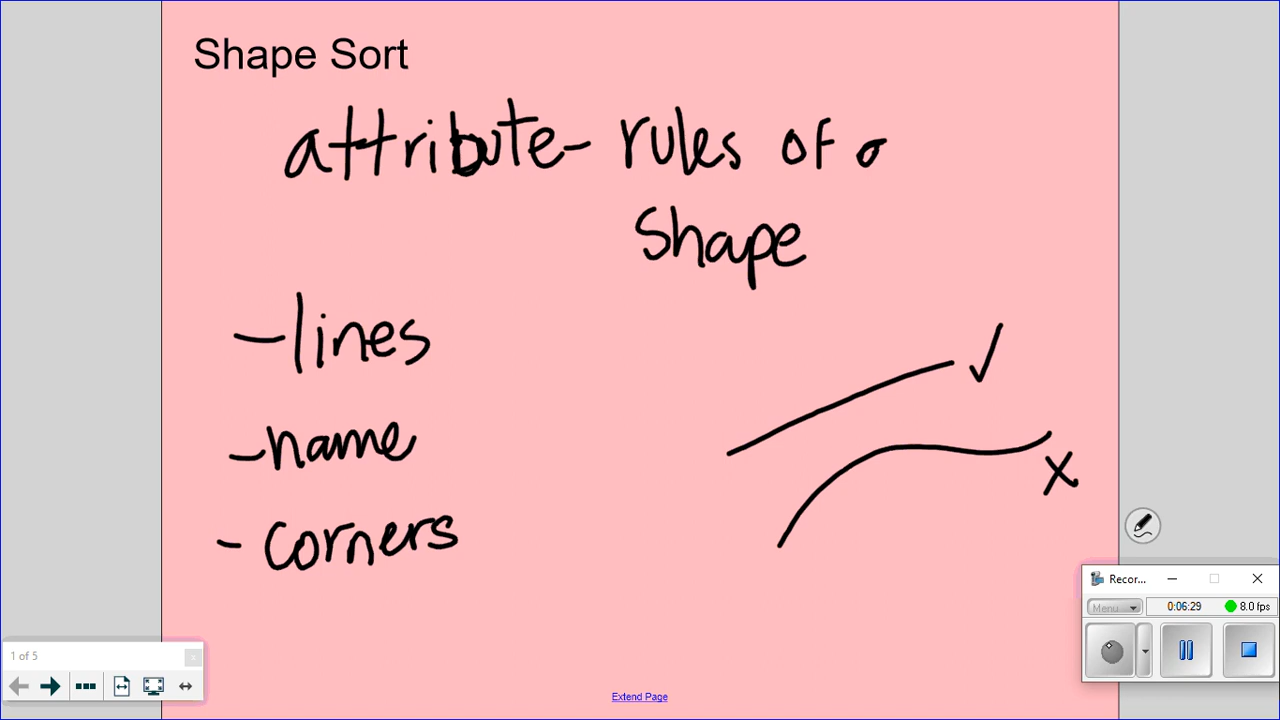 Shape Sort
attribute- rules of a
Shape
-lines
-name
- corners
Extend Page
1 of 5
Recor...
Menu
0:06:29
8.0 fps